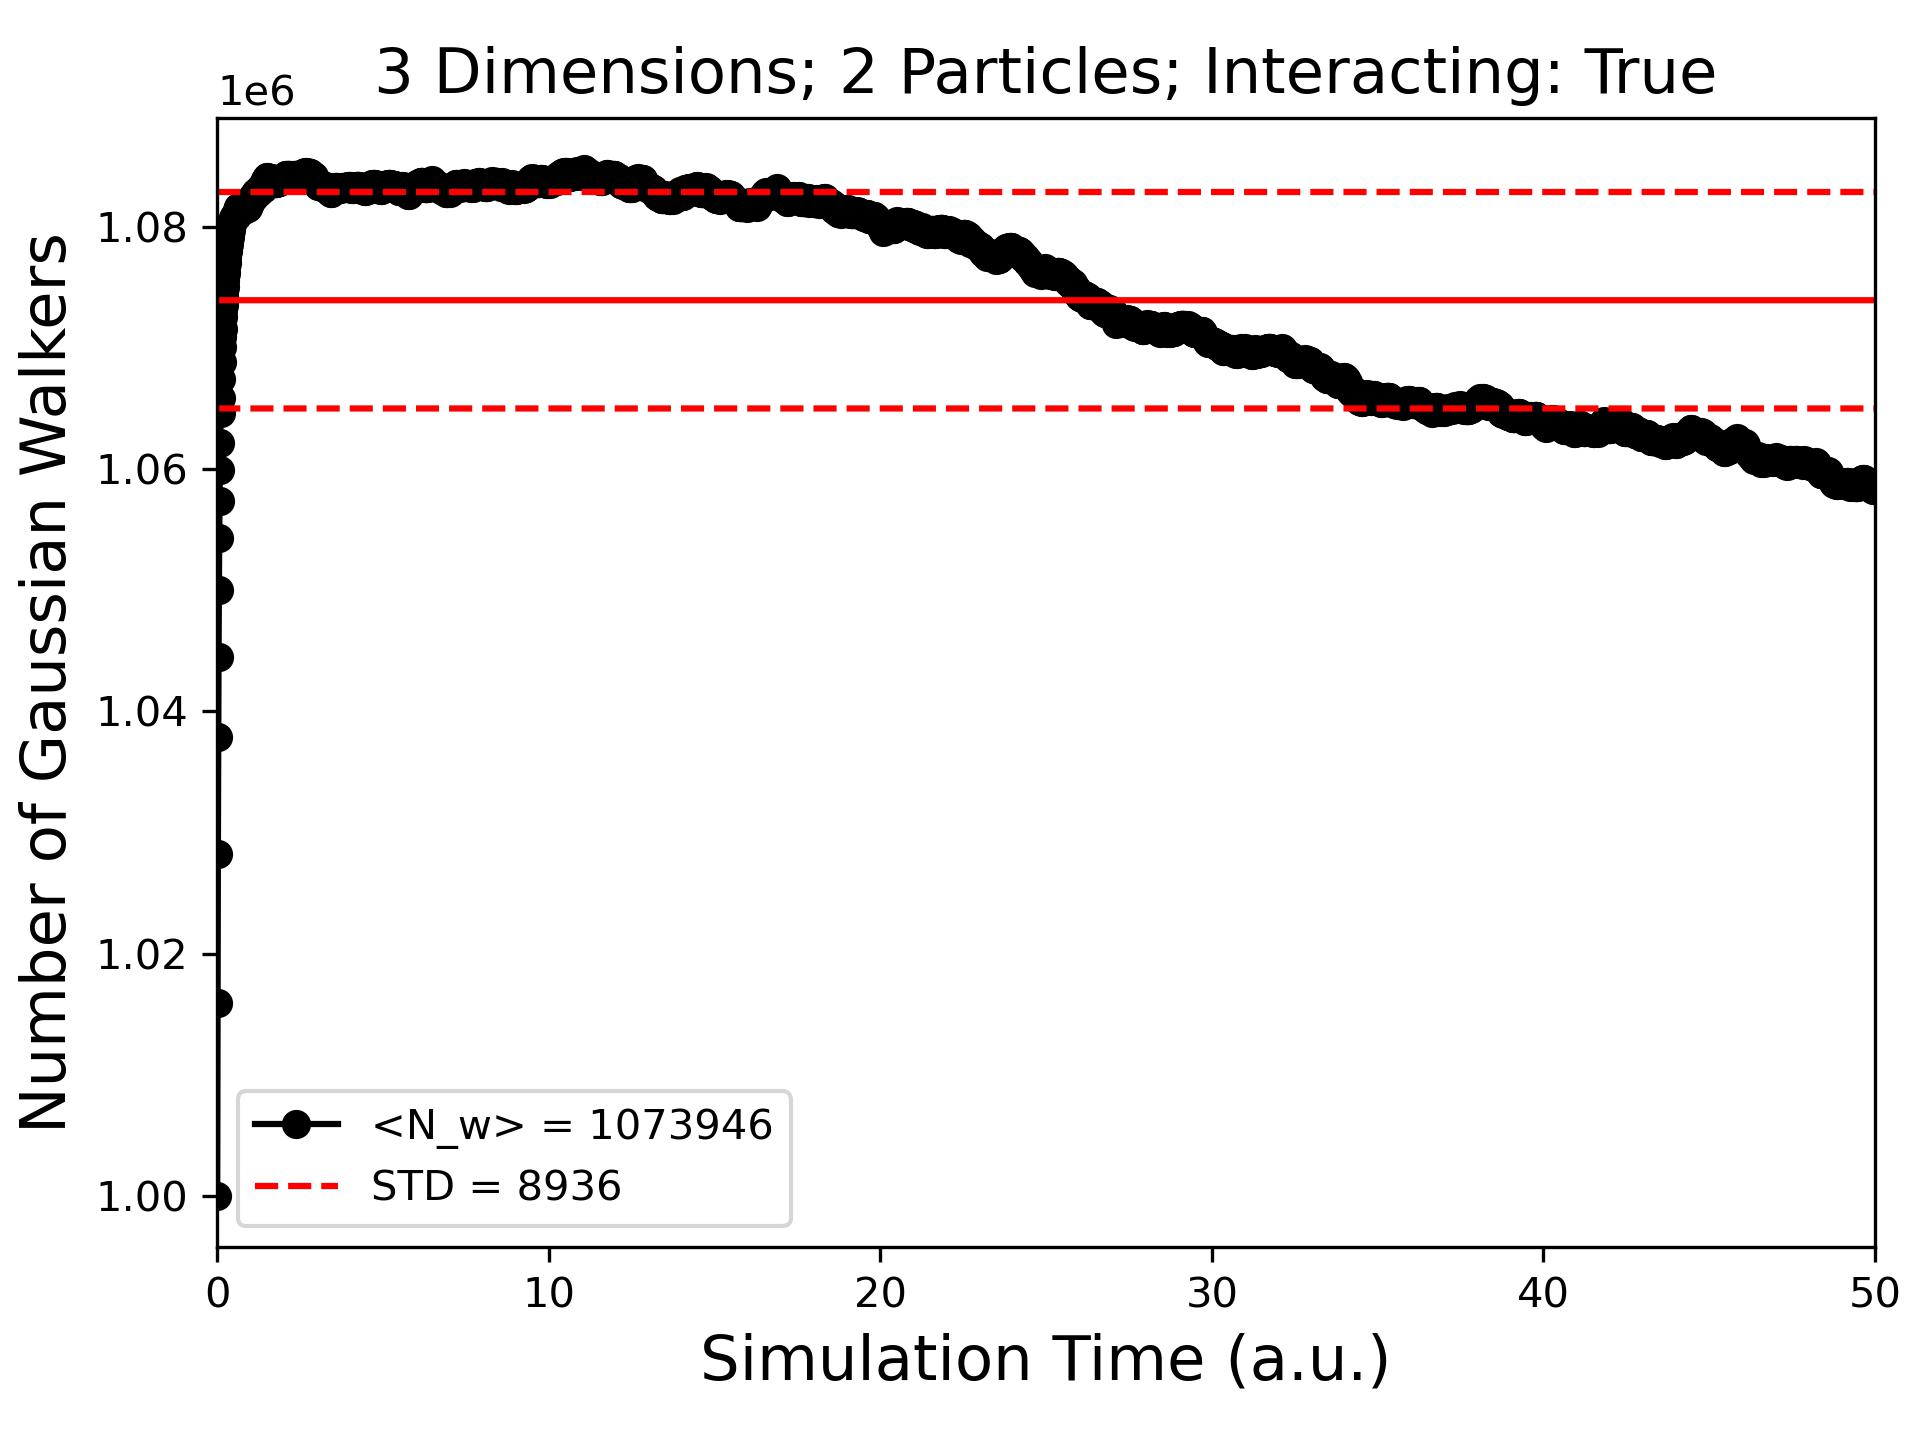 3 Dimensions; 2 Particles; Interacting: True
1e6
Number of Gaussian Walkers
1.08
1.06
1.04
1.02
1.00
<N_w> = 1073946
STD = 8936
0 10 20 30 40 50
Simulation Time (a.u.)